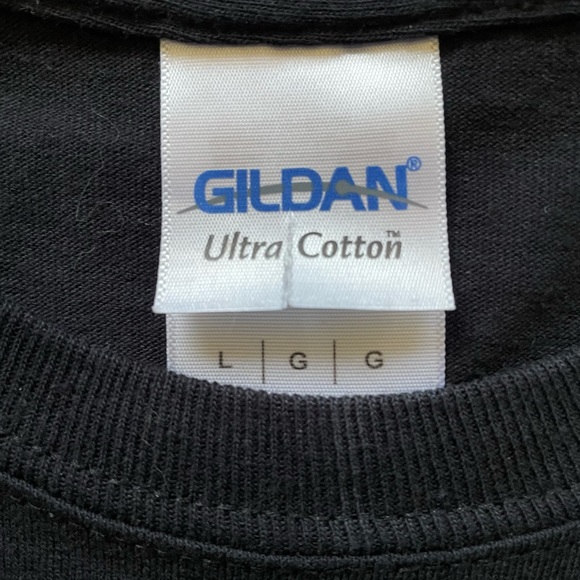 GILDAN®
Ultra Cotton™
L | G | G